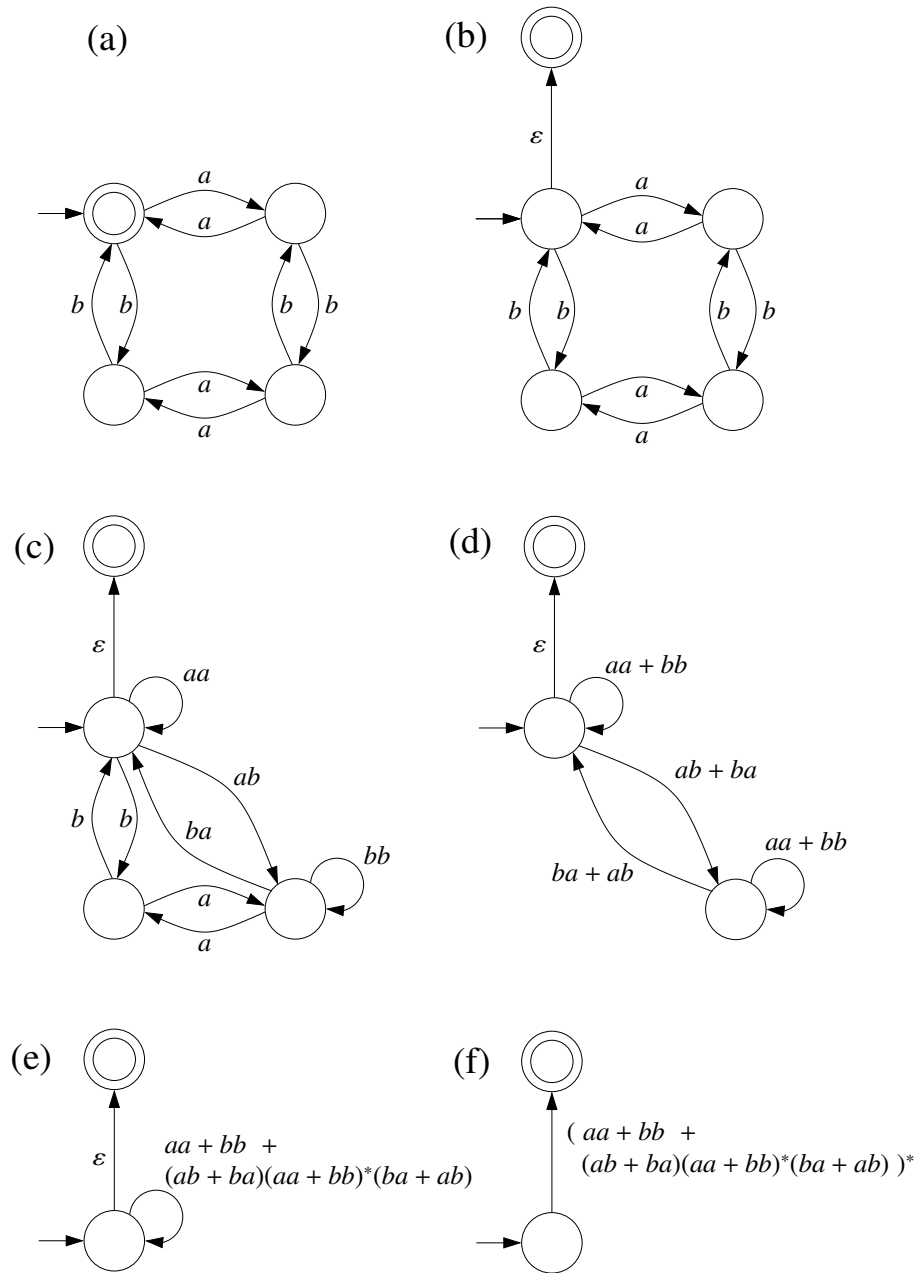 (a)
(b)
ε
a
a
b
b
b
b
a
a
a
a
b
b
b
b
a
a
(c)
(d)
ε
aa
ab
ba
b
b
bb
a
a
ε
aa + bb
ab + ba
ba + ab
aa + bb
(e)
(f)
ε
aa + bb +
(ab + ba)(aa + bb)*(ba + ab)
( aa + bb +
(ab + ba)(aa + bb)*(ba + ab) )*